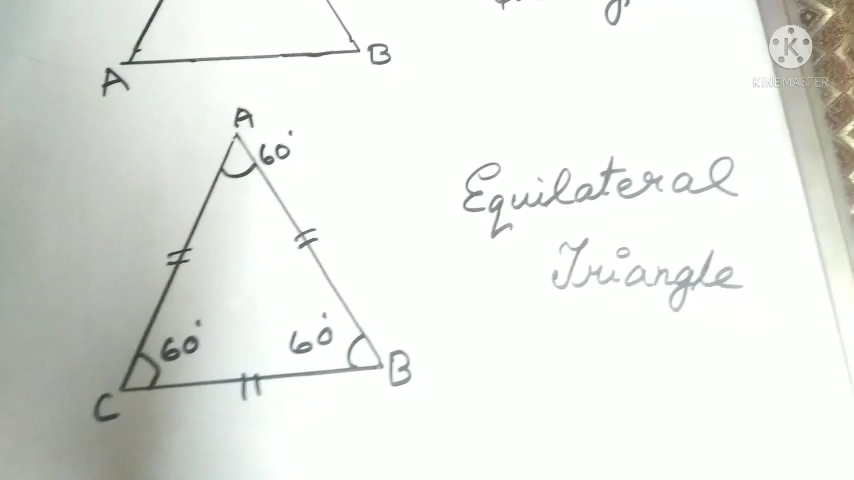 A
B
K
KINEMASTER
A
60°
60°
60°
C
B
Equilateral
Triangle